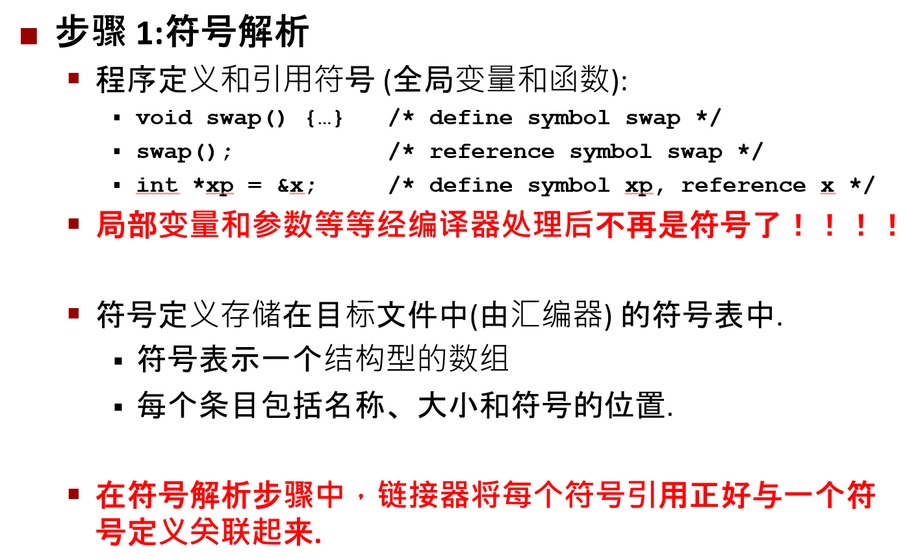 步骤 1:符号解析
程序定义和引用符号 (全局变量和函数):
void swap() {…} /* define symbol swap */
swap(); /* reference symbol swap */
int *xp = &x; /* define symbol xp, reference x */
局部变量和参数等等经编译器处理后不再是符号了！！！！
符号定义存储在目标文件中(由汇编器) 的符号表中.
符号表示一个结构型的数组
每个条目包括名称、大小和符号的位置.
在符号解析步骤中，链接器将每个符号引用正好与一个符
号定义关联起来.